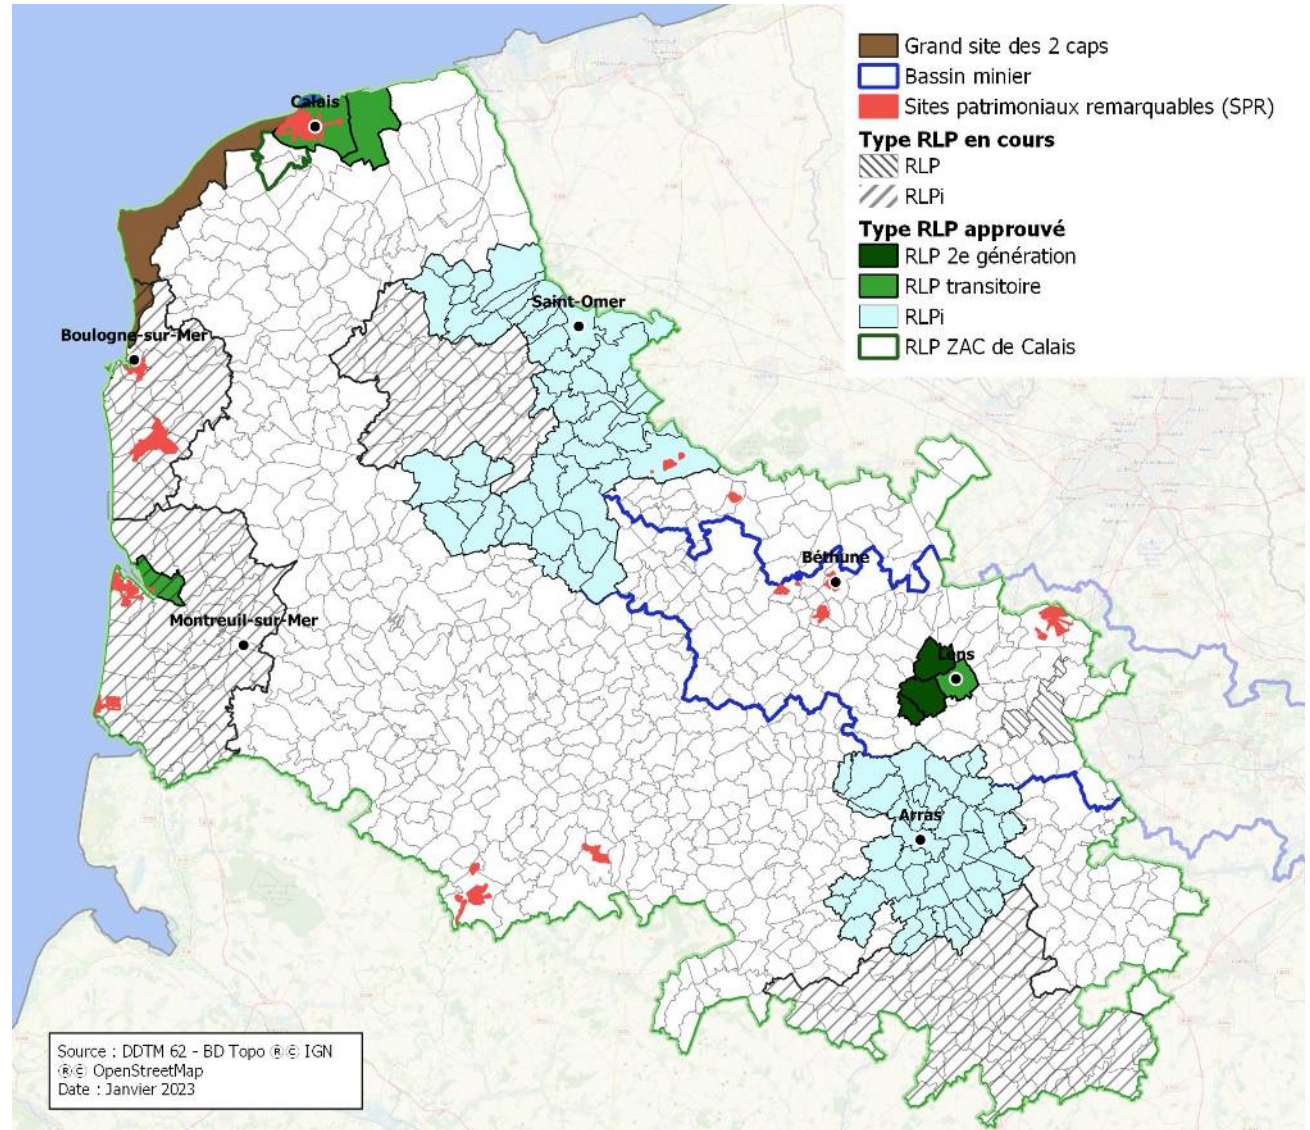 Grand site des 2 caps
Bassin minier
Sites patrimoniaux remarquables (SPR)
Type RLP en cours
RLP
RLPi
Type RLP approuvé
RLP 2e génération
RLP transitoire
RLPi
RLP ZAC de Calais
Calais
Saint-Omer
Boulogne-sur-Mer
Béthune
Montreuil-sur-Mer
Lens
Arras
Source : DDTM 62 - BD Topo ® © IGN
® © OpenStreetMap
Date : Janvier 2023